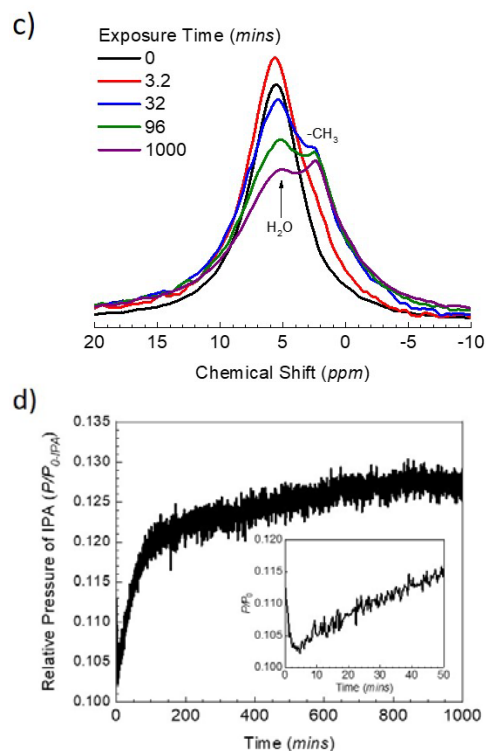 c)
Exposure Time (mins)
0
3.2
32
96
1000
-CH3
H2O
20 15 10 5 0 -5 -10
Chemical Shift (ppm)
d)
Relative Pressure of IPA (P/P0-IPA)
0.135
0.130
0.125
0.120
0.115
0.110
0.105
0.100
0 200 400 600 800 1000
Time (mins)
P/P0
0.120
0.115
0.110
0.105
0.100
0 10 20 30 40 50
Time (mins)